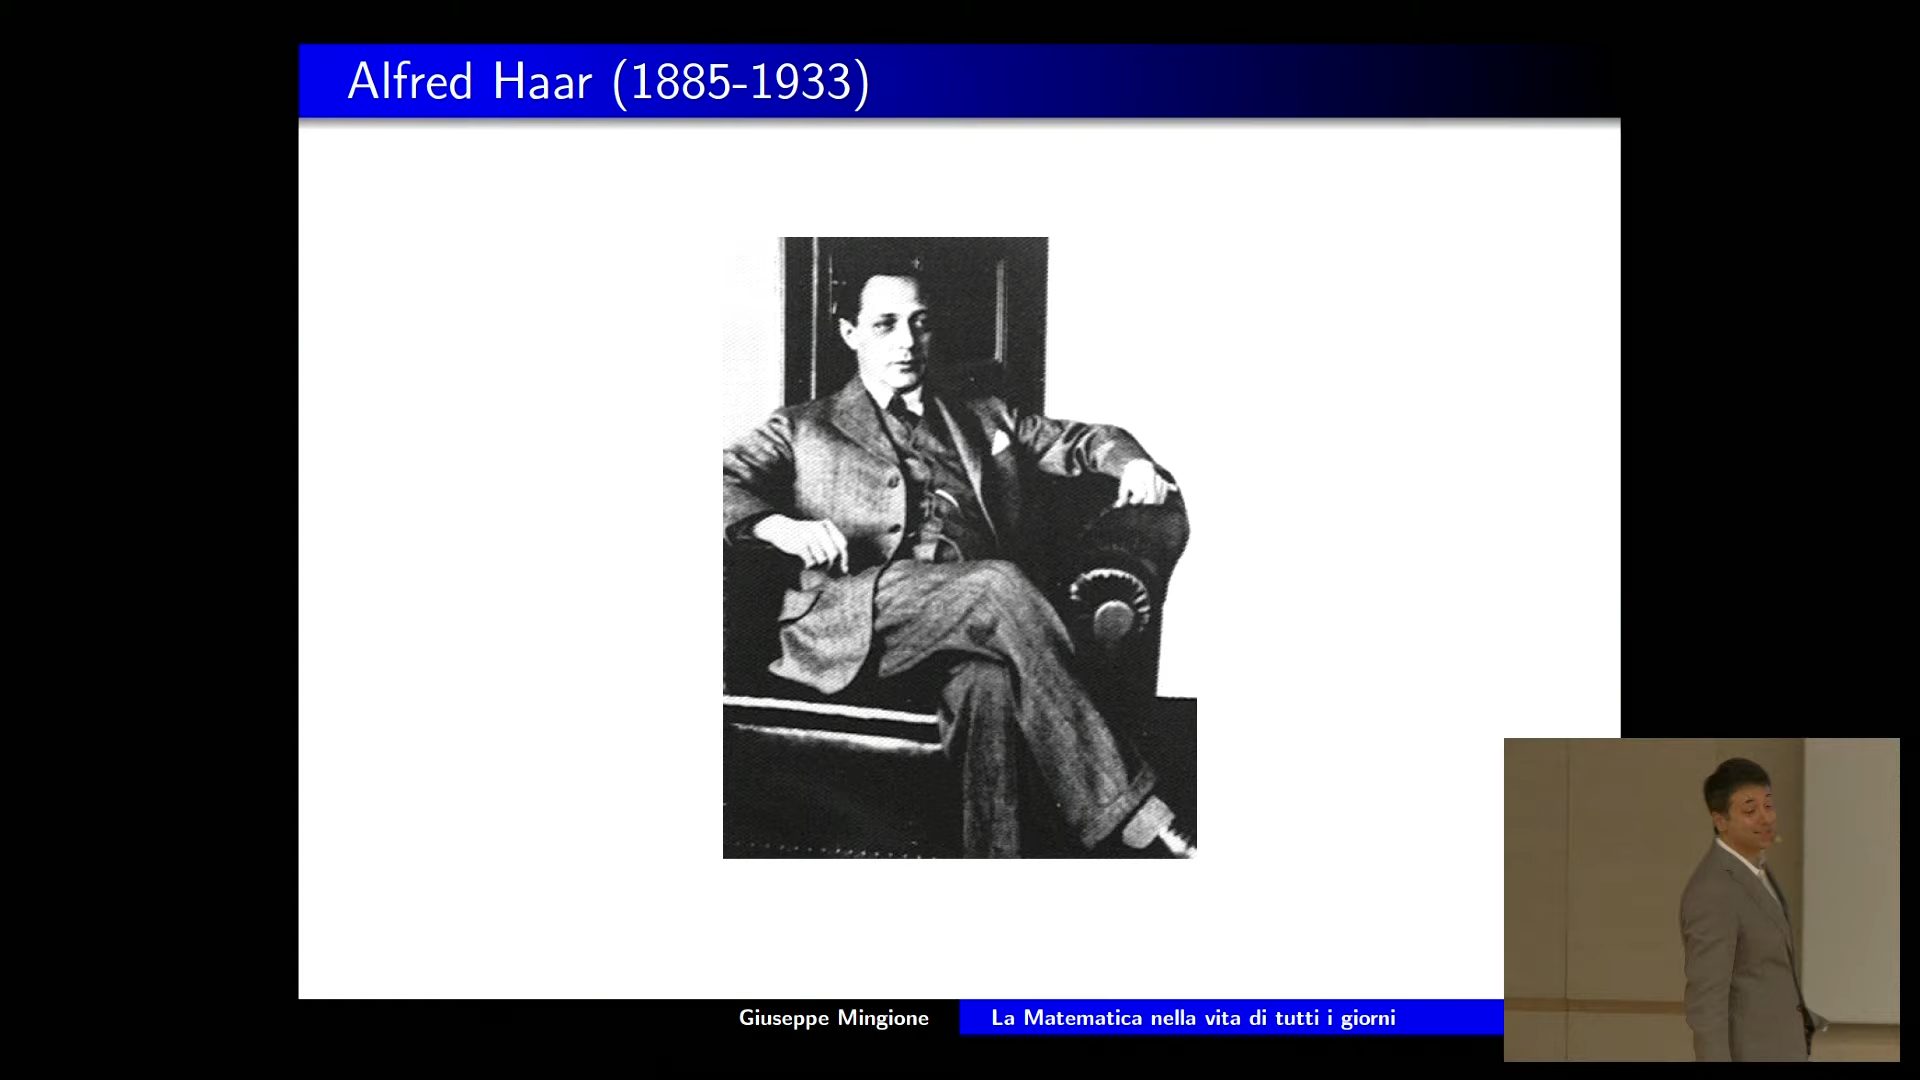 Alfred Haar (1885-1933)
Giuseppe Mingione
La Matematica nella vita di tutti i giorni